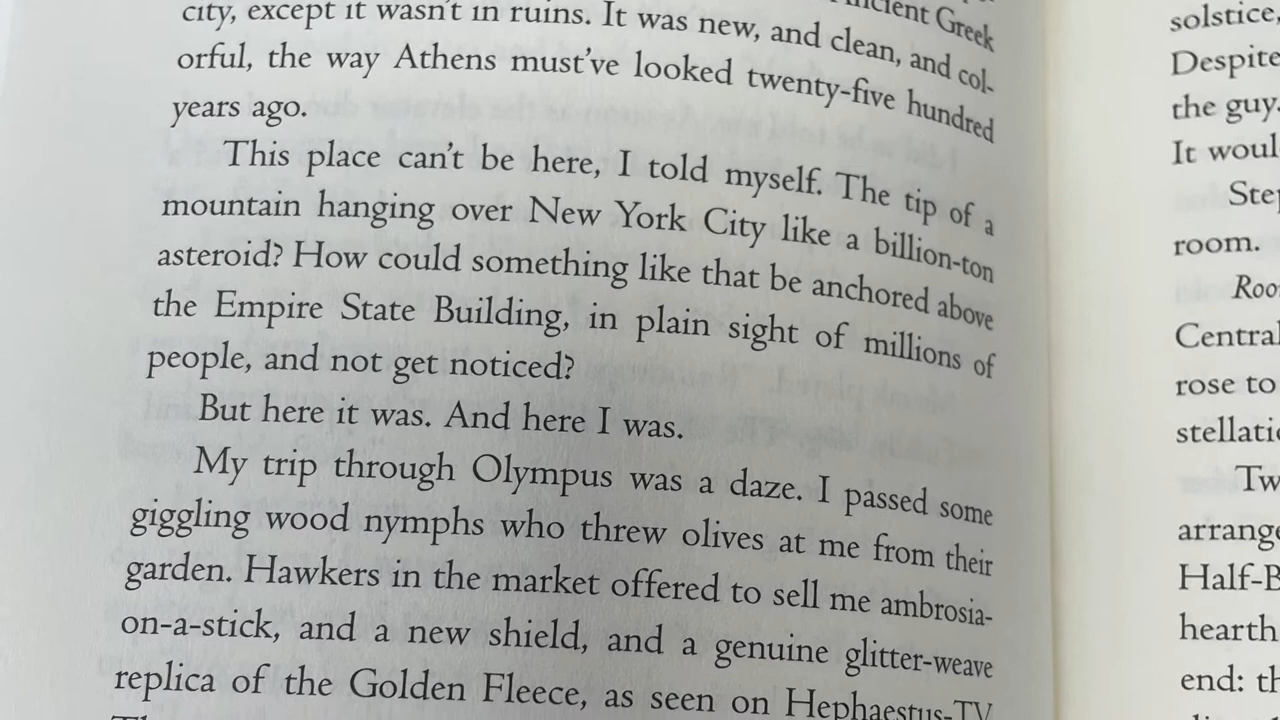 ncient Greek
city, except it wasn't in ruins. It was new, and clean, and col-
orful, the way Athens must've looked twenty-five hundred
years ago.
This place can't be here, I told myself. The tip of a
mountain hanging over New York City like a billion-ton
asteroid? How could something like that be anchored above
the Empire State Building, in plain sight of millions of
people, and not get noticed?
But here it was. And here I was.
My trip through Olympus was a daze. I passed some
giggling wood nymphs who threw olives at me from their
garden. Hawkers in the market offered to sell me ambrosia-
on-a-stick, and a new shield, and a genuine glitter-weave
replica of the Golden Fleece, as seen on Hephaestus-TV
solstice,
Despite
the guy
It woul
Step
room.
Roo
Central
rose to
stellati
Tw
arrange
Half-B
hearth
end: th